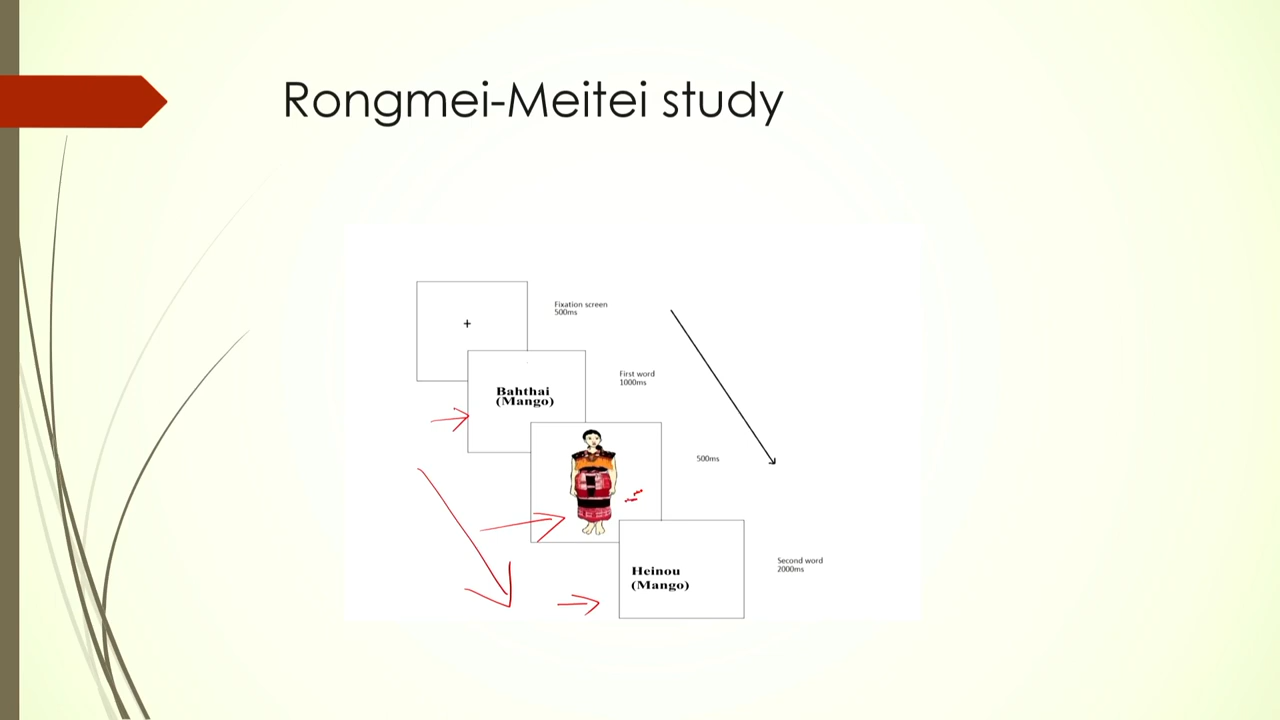 Rongmei-Meitei study
+
Fixation screen
500ms
Bahthai
(Mango)
First word
1000ms
500ms
Heinou
(Mango)
Second word
2000ms